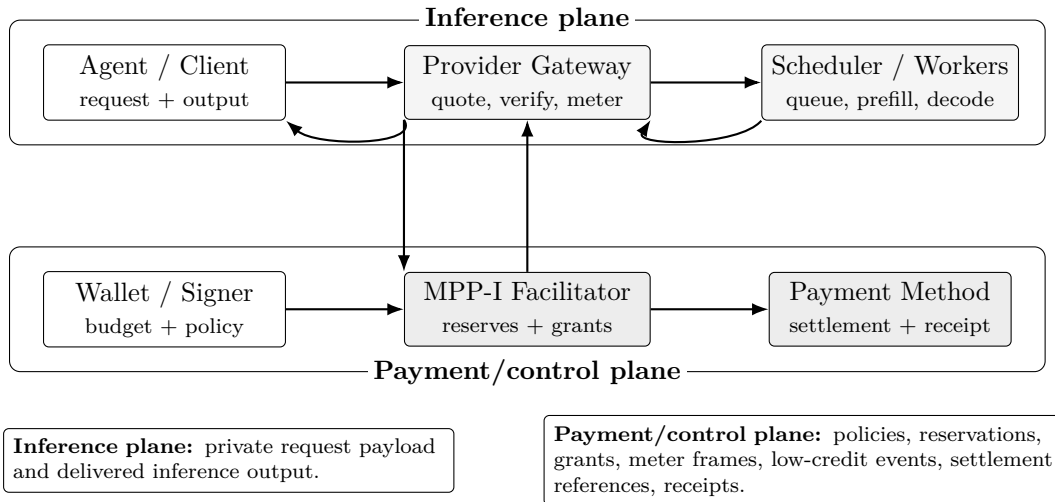 Inference plane
Agent / Client
request + output
Provider Gateway
quote, verify, meter
Scheduler / Workers
queue, prefill, decode
Wallet / Signer
budget + policy
MPP-I Facilitator
reserves + grants
Payment Method
settlement + receipt
Payment/control plane
Inference plane: private request payload
and delivered inference output.
Payment/control plane: policies, reservations,
grants, meter frames, low-credit events, settlement
references, receipts.